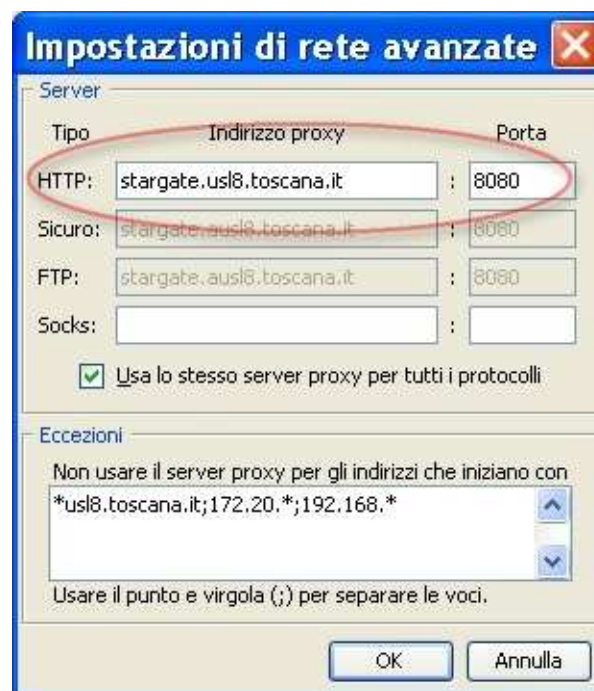 Impostazioni di rete avanzate
Server
Tipo Indirizzo proxy Porta
HTTP: stargate.usl8.toscana.it : 8080
Sicuro: stargate.ausl8.toscana.it : 8080
FTP: stargate.ausl8.toscana.it : 8080
Socks: :
Usa lo stesso server proxy per tutti i protocolli
Eccezioni
Non usare il server proxy per gli indirizzi che iniziano con
*usl8.toscana.it;172.20.*;192.168.*
Usare il punto e virgola (;) per separare le voci.
OK Annulla